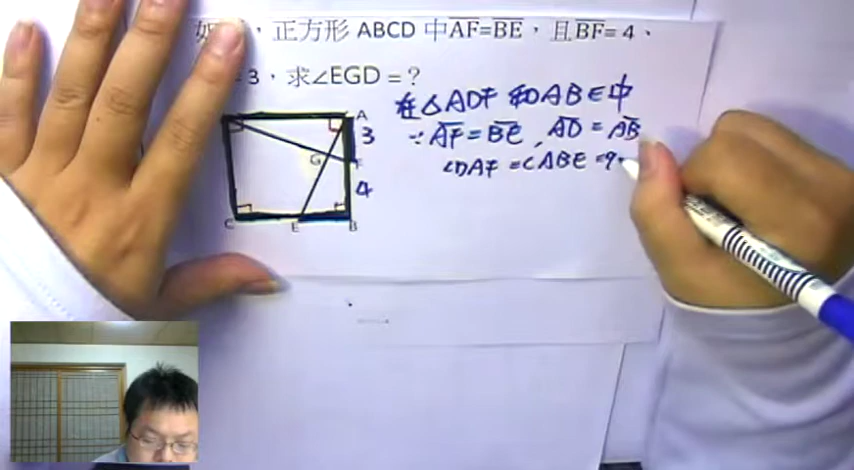 如 , 正方形 ABCD 中AF=BE , 且BF= 4 、
3 , 求∠EGD = ?
在△ADF 和△ABE中
∵AF=BE , AD = AB
∠DAF =∠ABE =9
A
3
F
G
4
C
E
B